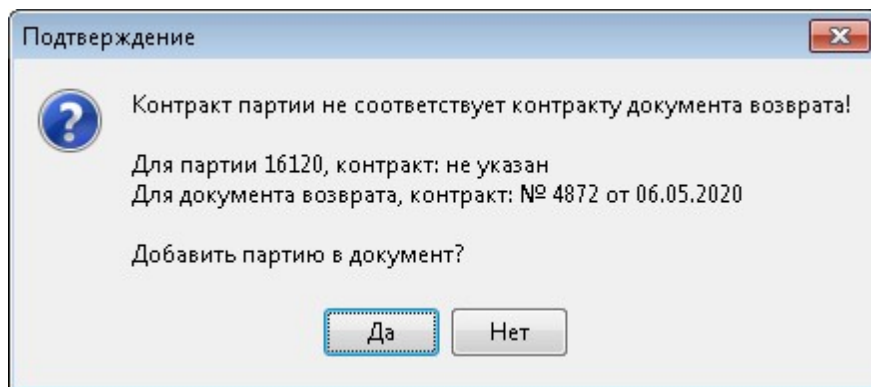 Подтверждение
Контракт партии не соответствует контракту документа возврата!
Для партии 16120, контракт: не указан
Для документа возврата, контракт: № 4872 от 06.05.2020
Добавить партию в документ?
Да
Нет